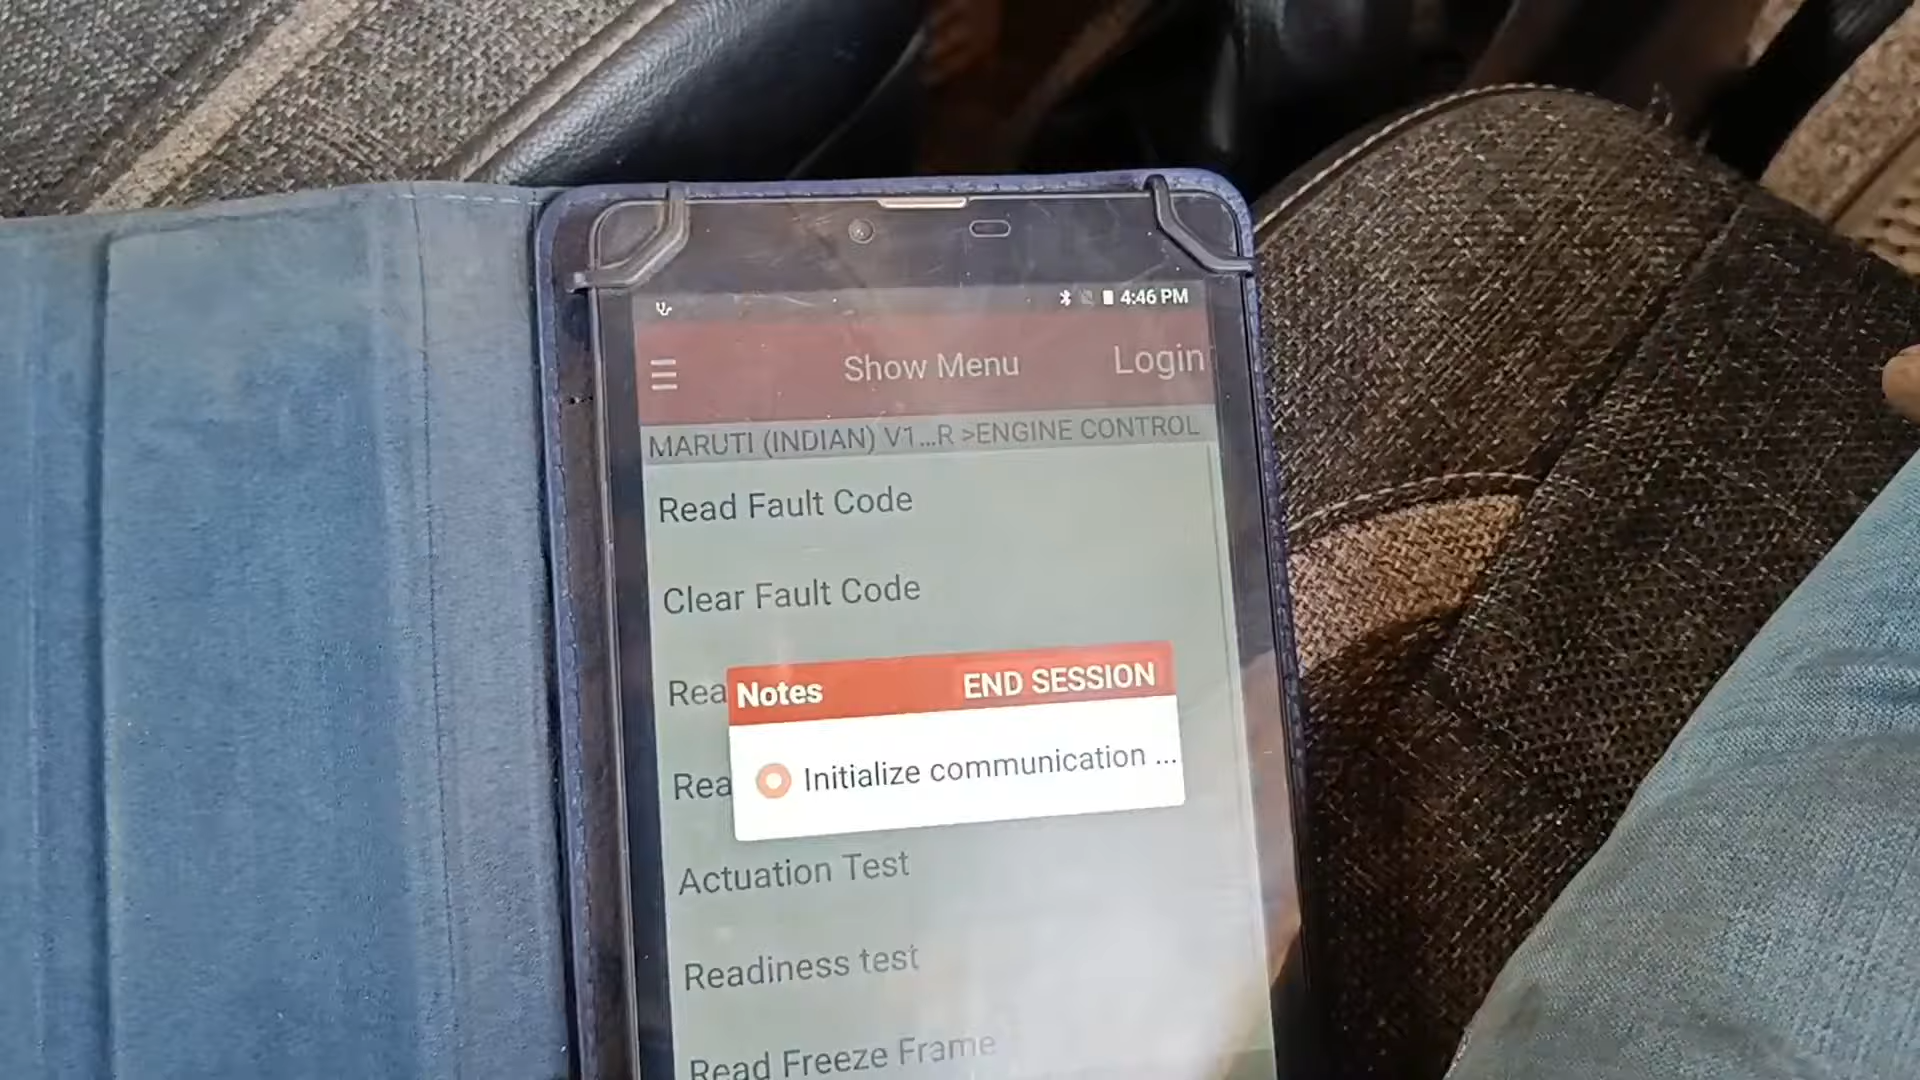 4:46 PM
Show Menu
Login
MARUTI (INDIAN) V1...R >ENGINE CONTROL
Read Fault Code
Clear Fault Code
Rea
Notes
END SESSION
Rea
Initialize communication ...
Actuation Test
Readiness test
Read Freeze Frame